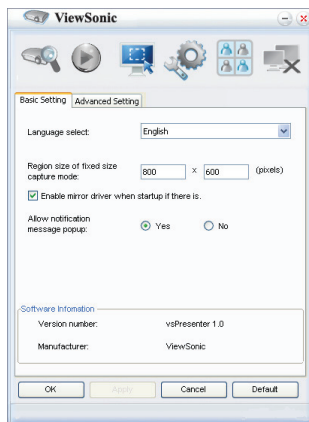 ViewSonic
Basic Setting Advanced Setting
Language select: English
Region size of fixed size
capture mode: 800 x 600 (pixels)
Enable mirror driver when startup if there is.
Allow notification
message popup: Yes No
Software Infomation
Version number: vsPresenter 1.0
Manufacturer: ViewSonic
OK Apply Cancel Default